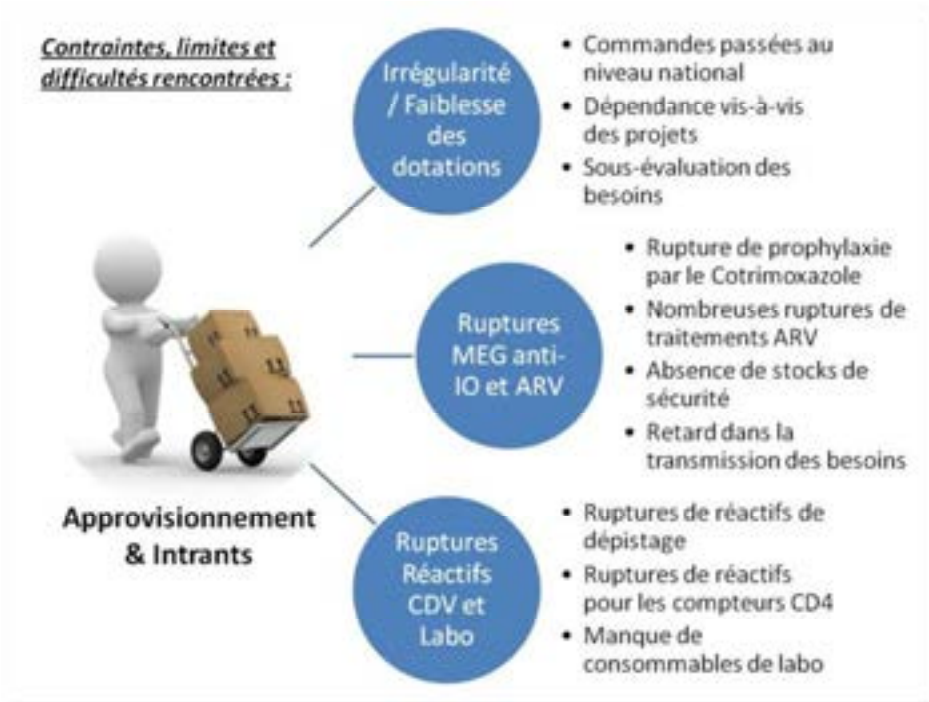 Contraintes, limites et
difficultés rencontrées :
Irrégularité
/ Faiblesse
des
dotations
• Commandes passées au
niveau national
• Dépendance vis-à-vis
des projets
• Sous-évaluation des
besoins
Ruptures
MEG anti-
IO et ARV
• Rupture de prophylaxie
par le Cotrimoxazole
• Nombreuses ruptures de
traitements ARV
• Absence de stocks de
sécurité
• Retard dans la
transmission des besoins
Approvisionnement
& Intrants
Ruptures
Réactifs
CDV et
Labo
• Ruptures de réactifs de
dépistage
• Ruptures de réactifs
pour les compteurs CD4
• Manque de
consommables de labo